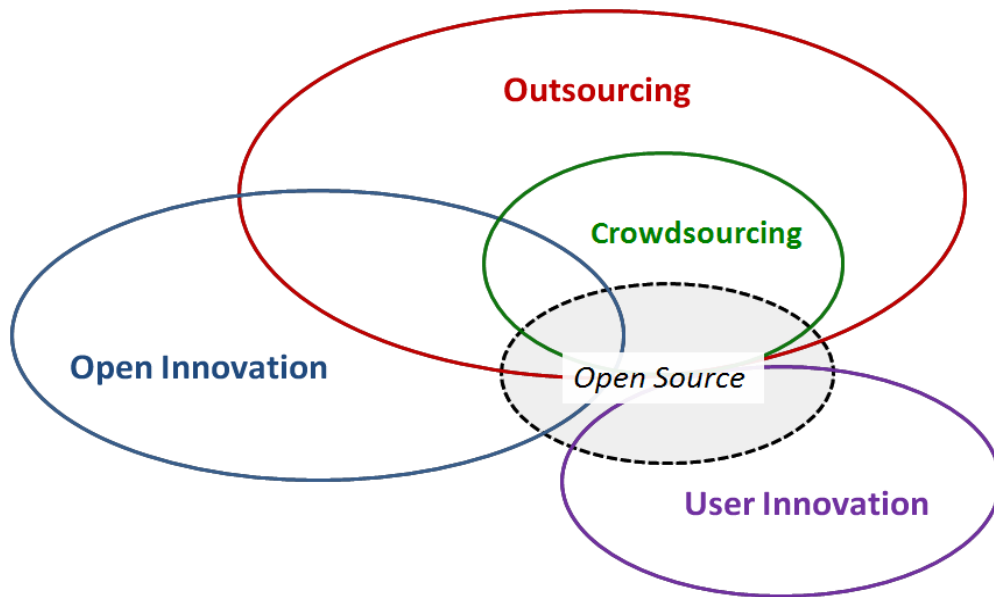 Outsourcing
Crowdsourcing
Open Innovation
Open Source
User Innovation